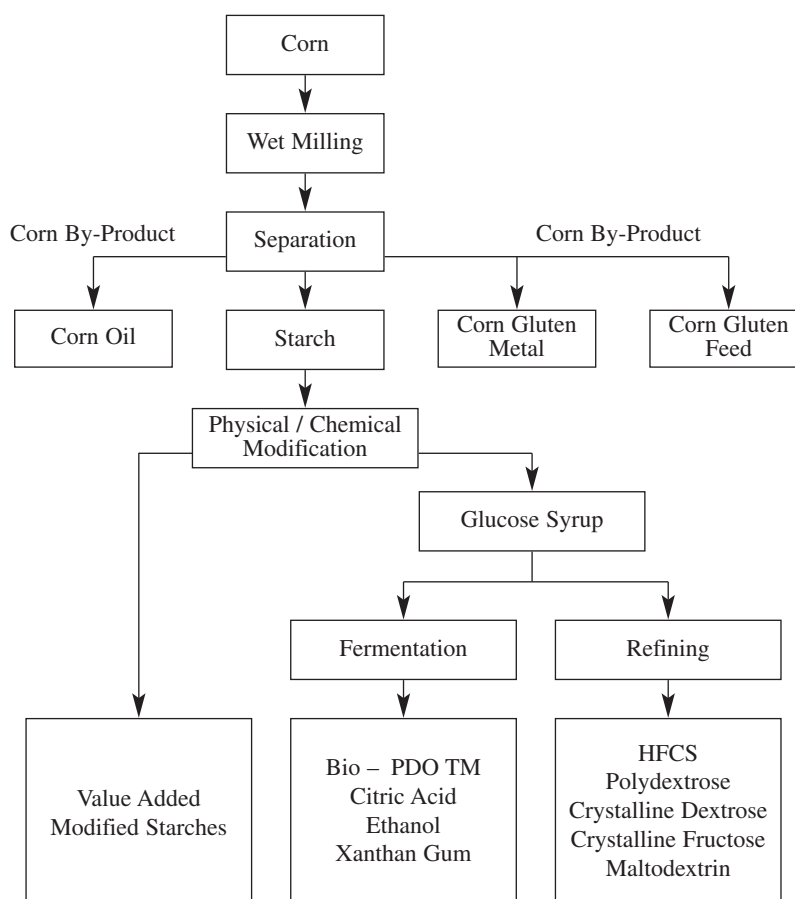 Corn
Wet Milling
Corn By-Product
Separation
Corn By-Product
Corn Oil
Starch
Corn Gluten
Metal
Corn Gluten
Feed
Physical / Chemical
Modification
Glucose Syrup
Fermentation
Refining
Value Added
Modified Starches
Bio – PDO TM
Citric Acid
Ethanol
Xanthan Gum
HFCS
Polydextrose
Crystalline Dextrose
Crystalline Fructose
Maltodextrin